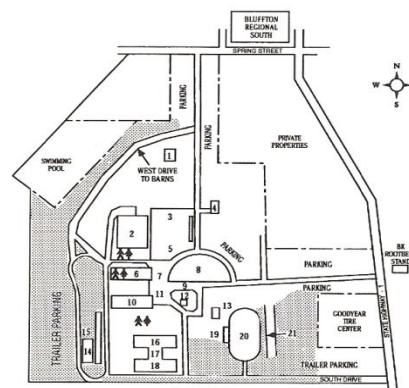 BLUFFTON
REGIONAL
SOUTH
SPRING STREET
N
W
E
S
PARKING
PARKING
PRIVATE
PROPERTIES
SWIMMING
POOL
1
WEST DRIVE
TO BARNS
4
2
3
5
PARKING
8
6
7
9
10
11
12
13
PARKING
PARKING
BK
ROOTBEER
STAND
STATE HIGHWAY - 1
GOODYEAR
TIRE
CENTER
TRAILER PARKING
15
14
16
17
18
19
20
21
TRAILER PARKING
SOUTH DRIVE